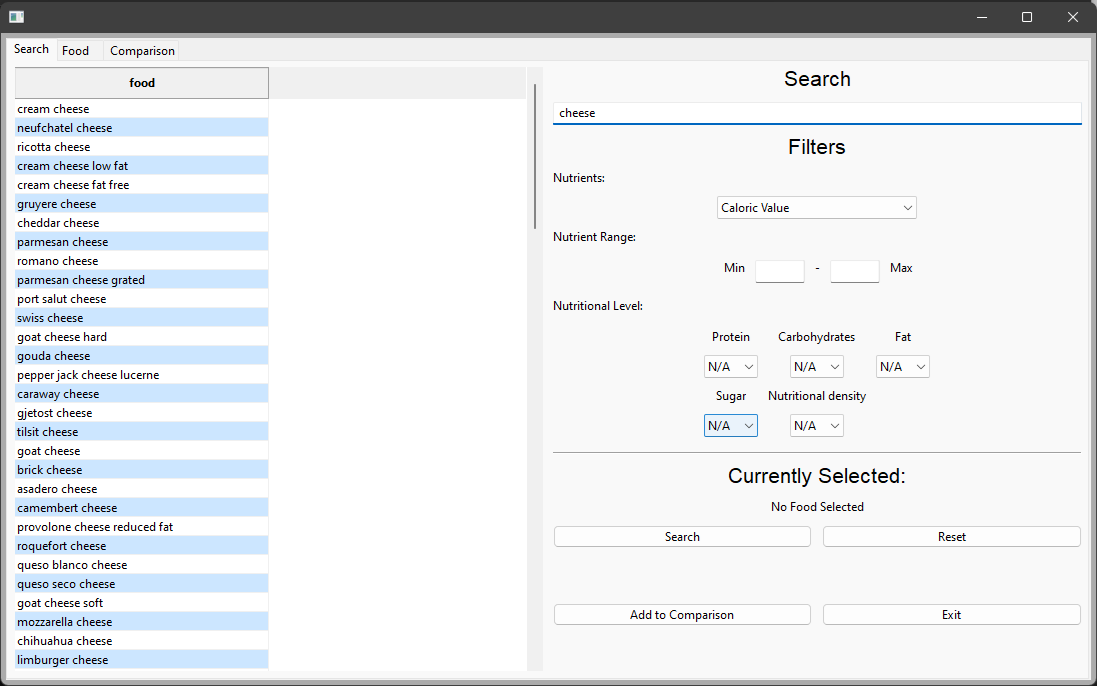 Search Food Comparison
food
cream cheese
neufchatel cheese
ricotta cheese
cream cheese low fat
cream cheese fat free
gruyere cheese
cheddar cheese
parmesan cheese
romano cheese
parmesan cheese grated
port salut cheese
swiss cheese
goat cheese hard
gouda cheese
pepper jack cheese lucerne
caraway cheese
gjetost cheese
tilsit cheese
goat cheese
brick cheese
asadero cheese
camembert cheese
provolone cheese reduced fat
roquefort cheese
queso blanco cheese
queso seco cheese
goat cheese soft
mozzarella cheese
chihuahua cheese
limburger cheese
Search
cheese
Filters
Nutrients:
Caloric Value
Nutrient Range:
Min - Max
Nutritional Level:
Protein Carbohydrates Fat
N/A N/A N/A
Sugar Nutritional density
N/A N/A
Currently Selected:
No Food Selected
Search Reset
Add to Comparison Exit